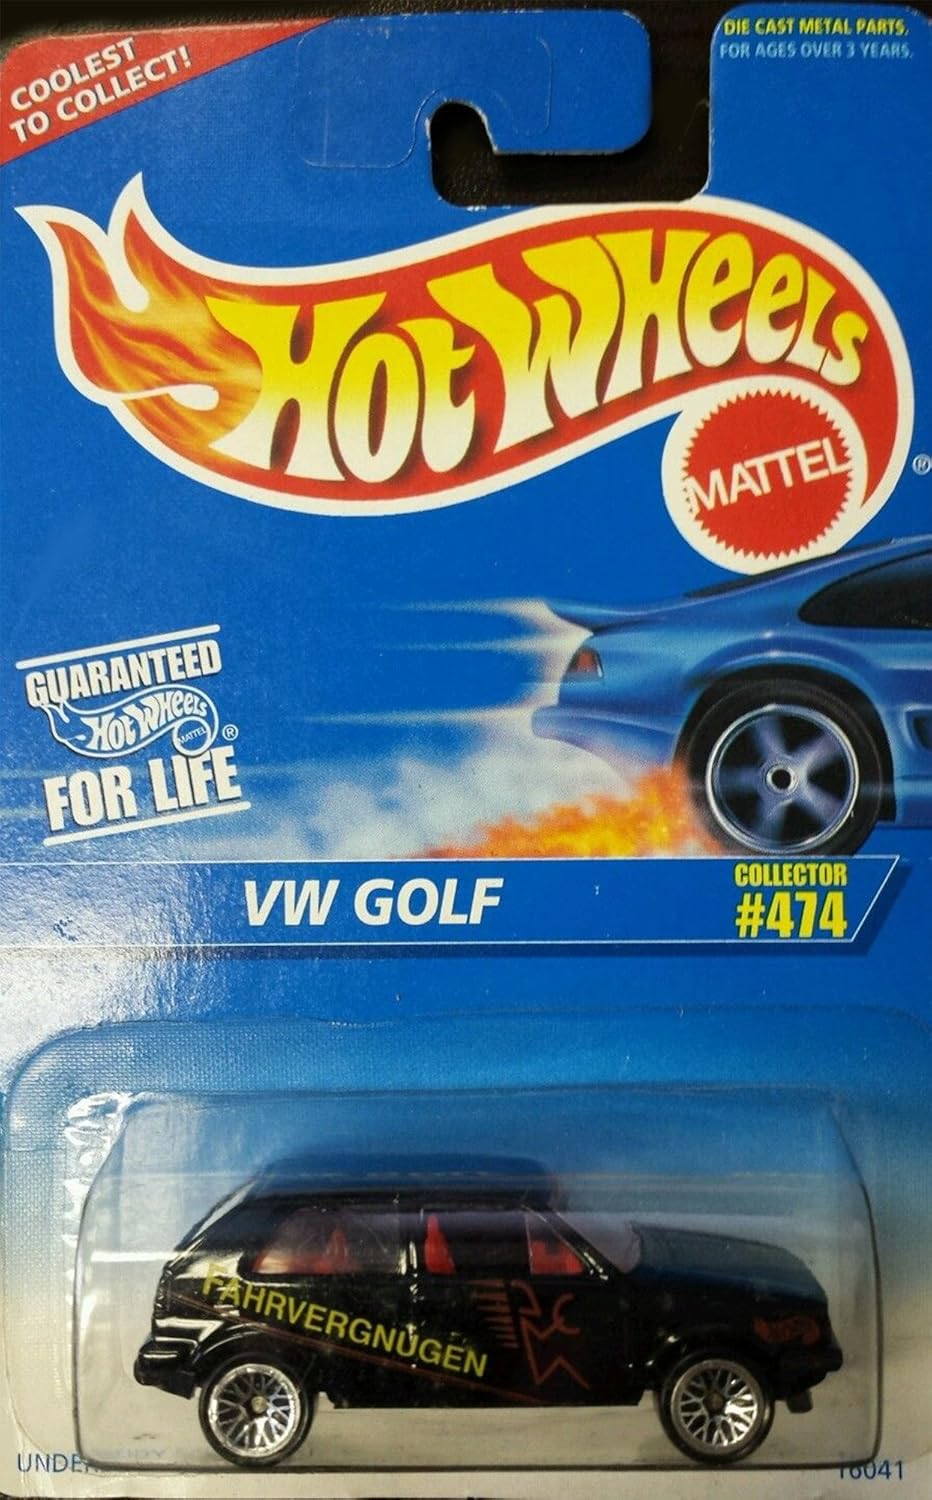 COOLEST
TO COLLECT!
DIE CAST METAL PARTS.
FOR AGES OVER 3 YEARS.
HOT WHEELS
MATTEL
®
GUARANTEED
HOT WHEELS
MATTEL
®
FOR LIFE
VW GOLF
COLLECTOR
#474
FAHRVERGNUGEN
16041